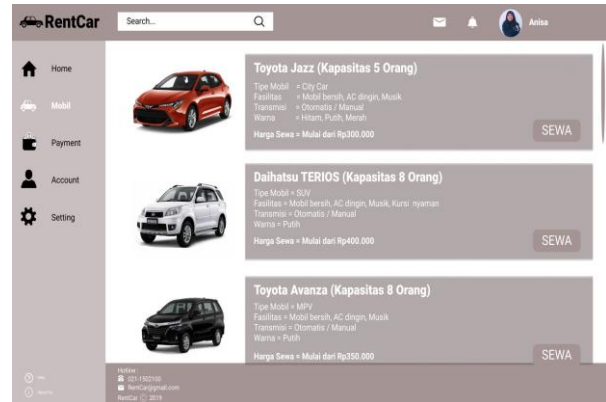 RentCar
Search...
Anisa
Home
Mobil
Payment
Account
Setting
Toyota Jazz (Kapasitas 5 Orang)
Tipe Mobil = City Car
Fasilitas = Mobil bersih, AC dingin, Musik
Transmisi = Otomatis / Manual
Warna = Hitam, Putih, Merah
Harga Sewa = Mulai dari Rp300.000
SEWA
Daihatsu TERIOS (Kapasitas 8 Orang)
Tipe Mobil = SUV
Fasilitas = Mobil bersih, AC dingin, Musik, Kursi nyaman
Transmisi = Otomatis / Manual
Warna = Putih
Harga Sewa = Mulai dari Rp400.000
SEWA
Toyota Avanza (Kapasitas 8 Orang)
Tipe Mobil = MPV
Fasilitas = Mobil bersih, AC dingin, Musik
Transmisi = Otomatis / Manual
Warna = Putih
Harga Sewa = Mulai dari Rp350.000
SEWA
Hotline :
021-1502100
RentCar@gmail.com
RentCar © 2019